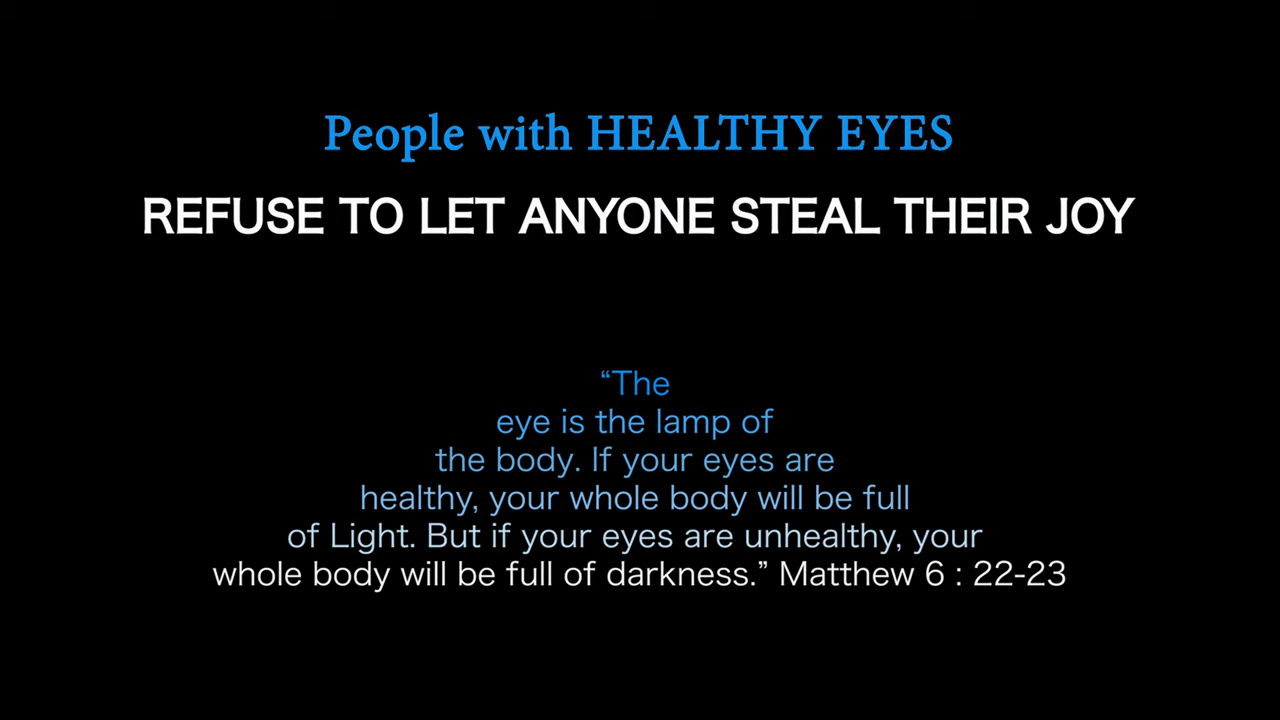 People with HEALTHY EYES
REFUSE TO LET ANYONE STEAL THEIR JOY
“The
eye is the lamp of
the body. If your eyes are
healthy, your whole body will be full
of Light. But if your eyes are unhealthy, your
whole body will be full of darkness.” Matthew 6 : 22-23